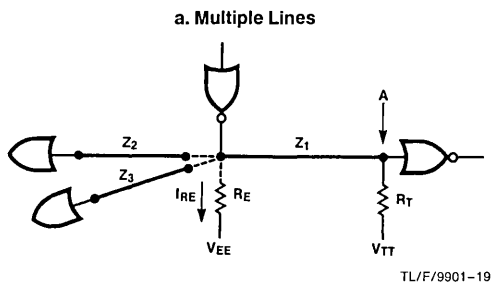 a. Multiple Lines
A
Z2
Z1
Z3
IRE
RE
RT
VEE
VTT
TL/F/9901–19